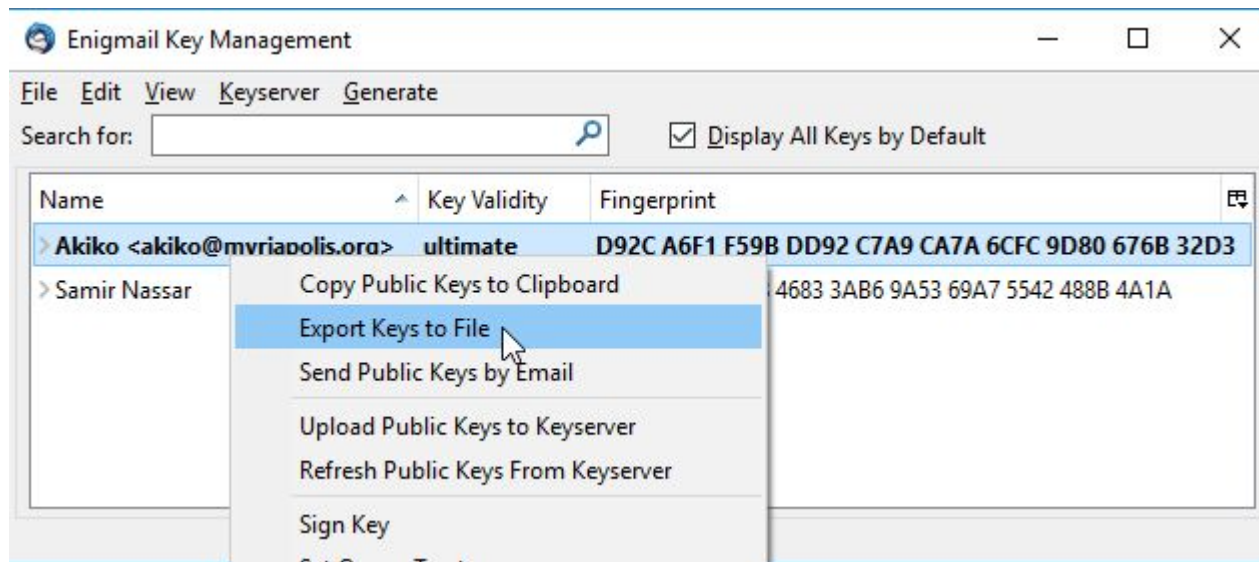 Enigmail Key Management
File Edit View Keyserver Generate
Search for: Display All Keys by Default
Name Key Validity Fingerprint
Akiko <akiko@myriapolis.org> ultimate D92C A6F1 F59B DD92 C7A9 CA7A 6CFC 9D80 676B 32D3
Samir Nassar 4683 3AB6 9A53 69A7 5542 488B 4A1A
Copy Public Keys to Clipboard
Export Keys to File
Send Public Keys by Email
Upload Public Keys to Keyserver
Refresh Public Keys From Keyserver
Sign Key